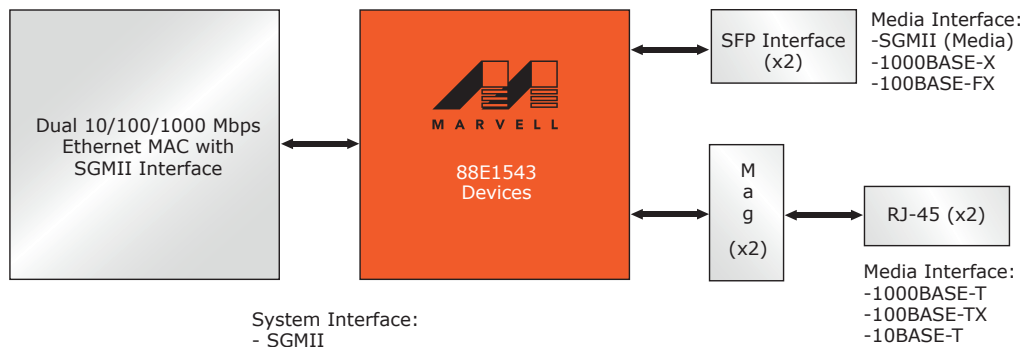 Dual 10/100/1000 Mbps
Ethernet MAC with
SGMII Interface
MARVELL
88E1543
Devices
SFP Interface
(x2)
Media Interface:
-SGMII (Media)
-1000BASE-X
-100BASE-FX
M
a
g
(x2)
RJ-45 (x2)
Media Interface:
-1000BASE-T
-100BASE-TX
-10BASE-T
System Interface:
- SGMII